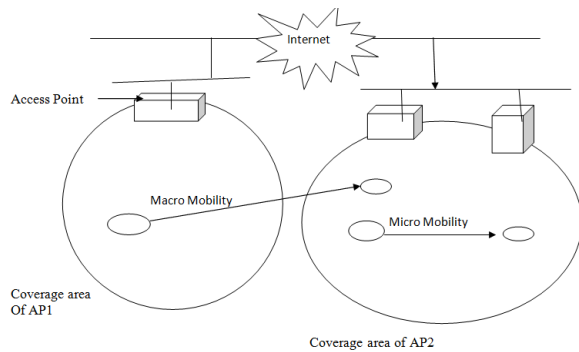 Internet
Access Point
Macro Mobility
Micro Mobility
Coverage area
Of AP1
Coverage area of AP2